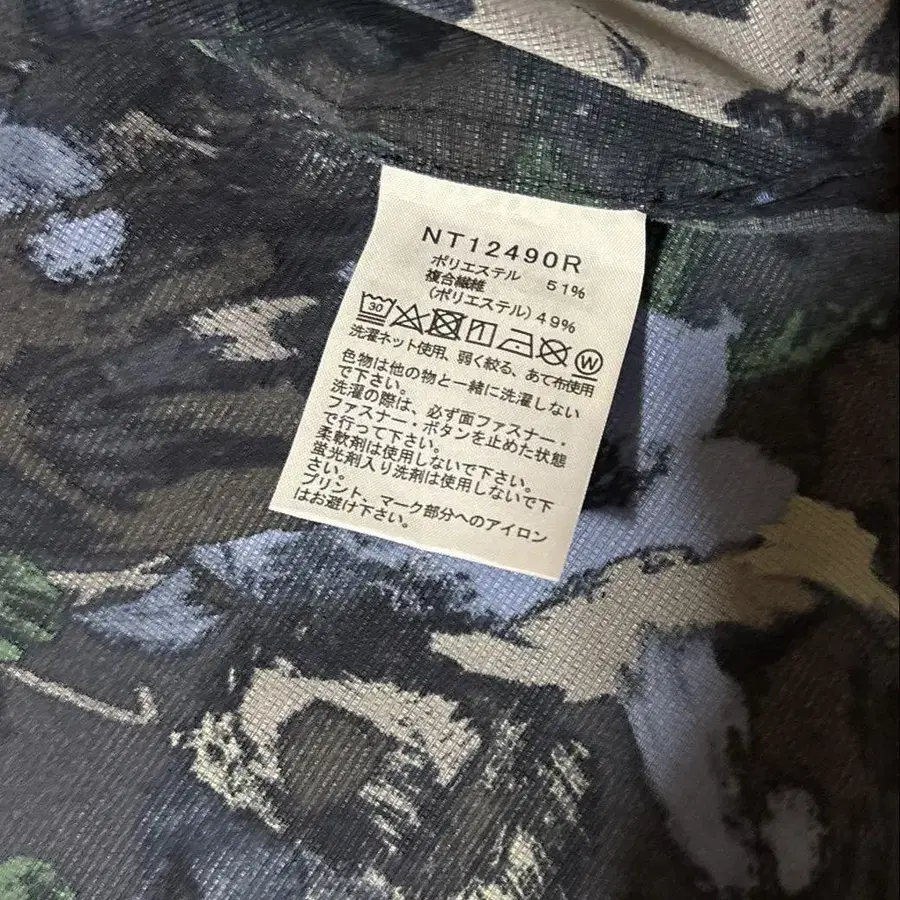 NT12490R
ポリエステル 51%
複合繊維
(ポリエステル) 49%
30 W
洗濯ネット使用、弱く絞る、あて布使用
色物は他の物と一緒に洗濯しない
で下さい。
洗濯の際は、必ず面ファスナー・
ファスナー・ボタンを止めた状態
で行って下さい。
柔軟剤は使用しないで下さい。
蛍光剤入り洗剤は使用しないで下
さい。
プリント、マーク部分へのアイロン
はお避け下さい。